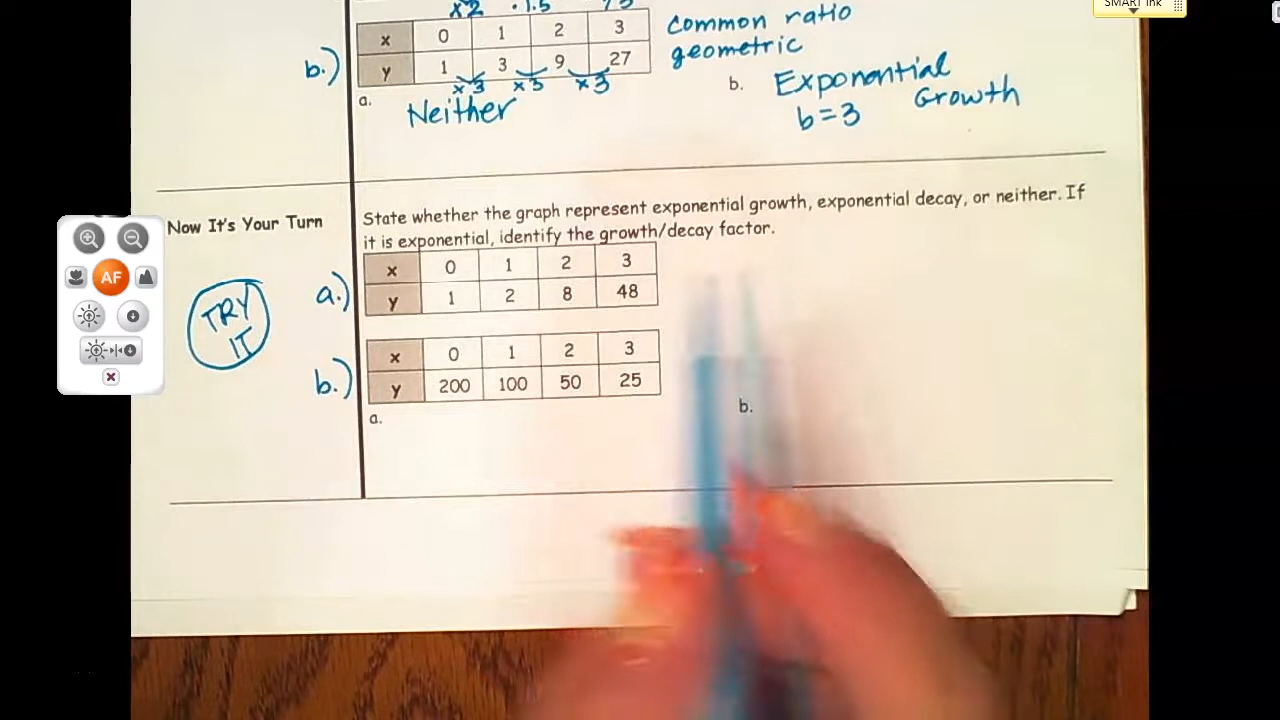 SMART Ink
x2 · 1.5
common ratio
geometric
x 0 1 2 3
b.) y 1 3 9 27
x3 x3 x3
a. Neither
b. Exponential Growth
b=3
Now It's Your Turn
State whether the graph represent exponential growth, exponential decay, or neither. If
it is exponential, identify the growth/decay factor.
TRY
IT
a.)
x 0 1 2 3
y 1 2 8 48
b.)
x 0 1 2 3
y 200 100 50 25
a.
b.
AF